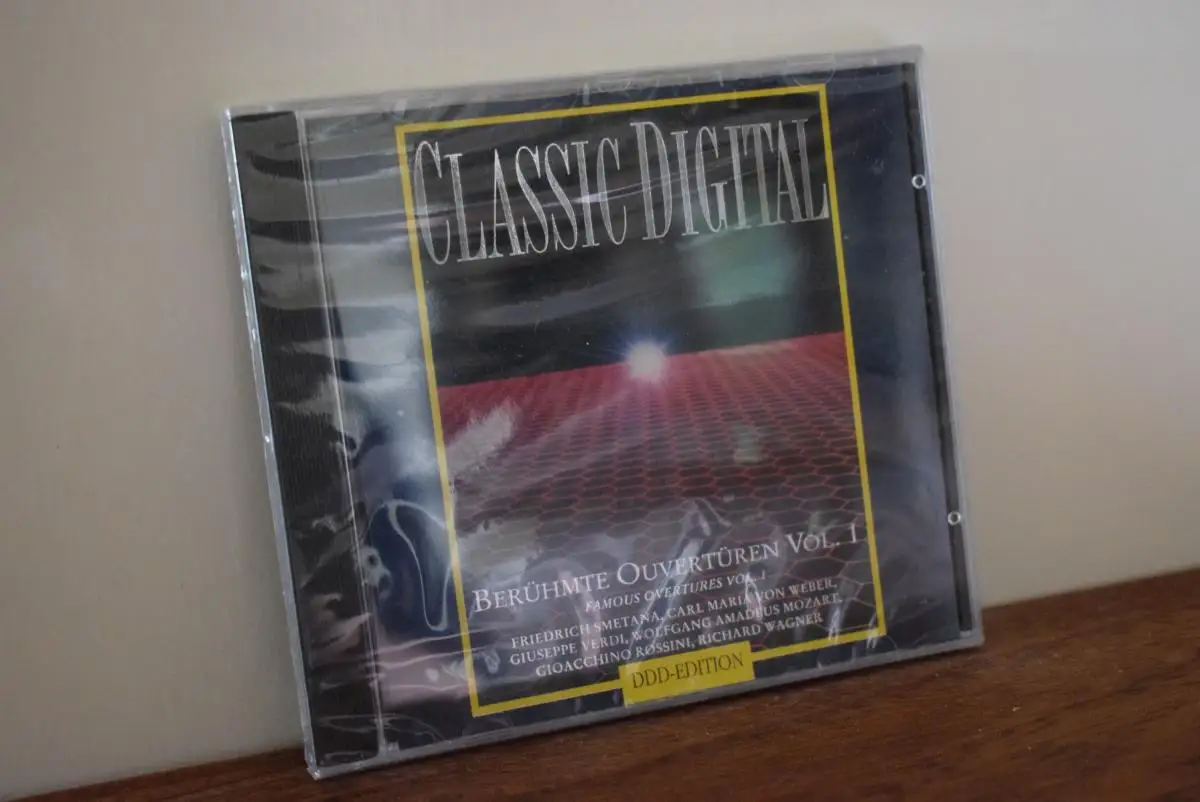 CLASSIC DIGITAL
BERÜHMTE OUVERTÜREN VOL. 1
FAMOUS OVERTURES VOL. 1
FRIEDRICH SMETANA, CARL MARIA VON WEBER,
GIUSEPPE VERDI, WOLFGANG AMADEUS MOZART,
GIOACCHINO ROSSINI, RICHARD WAGNER
DDD-EDITION